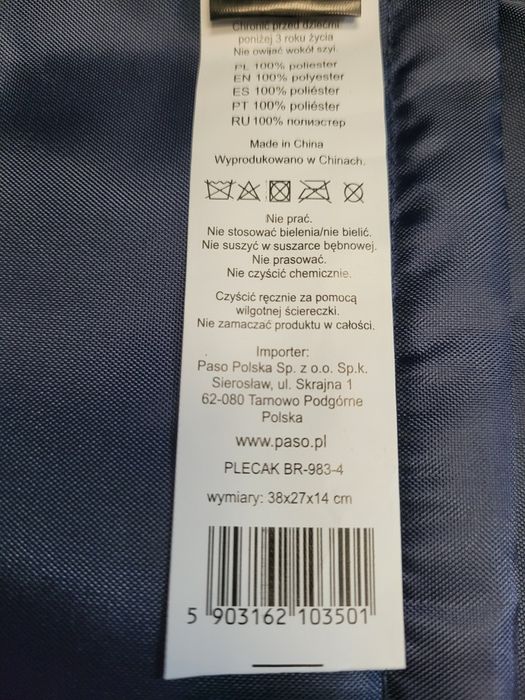 Chronić przed dziećmi
poniżej 3 roku życia
Nie owijać wokół szyi.
PL 100% poliester
EN 100% polyester
ES 100% poliéster
PT 100% poliéster
RU 100% полиэстер
Made in China
Wyprodukowano w Chinach.
Nie prać.
Nie stosować bielenia/nie bielić.
Nie suszyć w suszarce bębnowej.
Nie prasować.
Nie czyścić chemicznie.
Czyścić ręcznie za pomocą
wilgotnej ściereczki.
Nie zamaczać produktu w całości.
Importer:
Paso Polska Sp. z o.o. Sp.k.
Sierosław, ul. Skrajna 1
62-080 Tarnowo Podgórne
Polska
www.paso.pl
PLECAK BR-983-4
wymiary: 38x27x14 cm
5 903162 103501